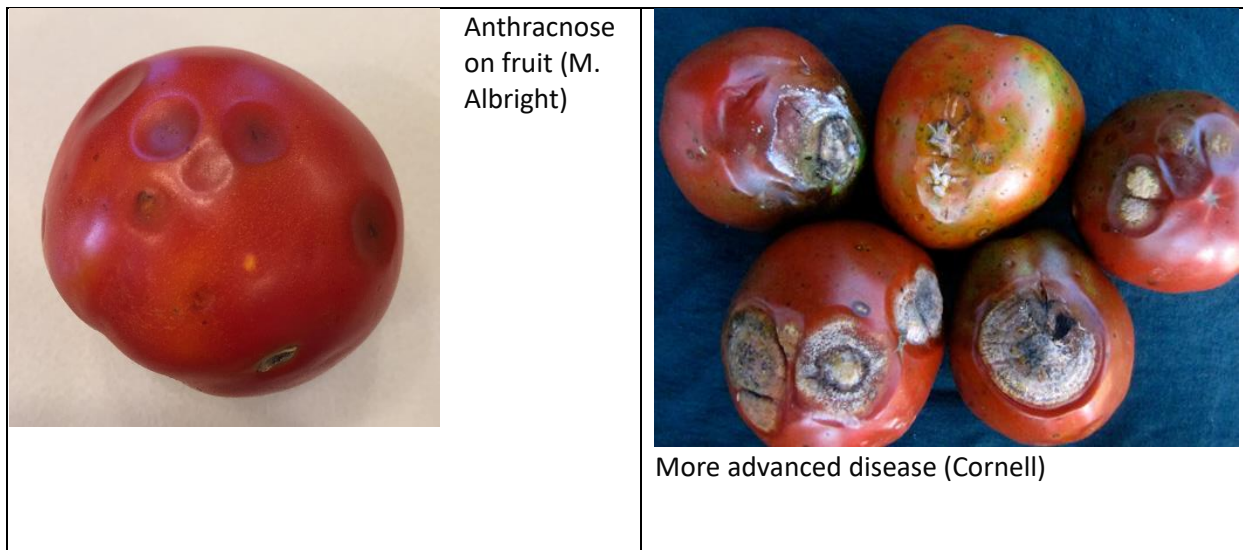 Anthracnose
on fruit (M.
Albright)
More advanced disease (Cornell)